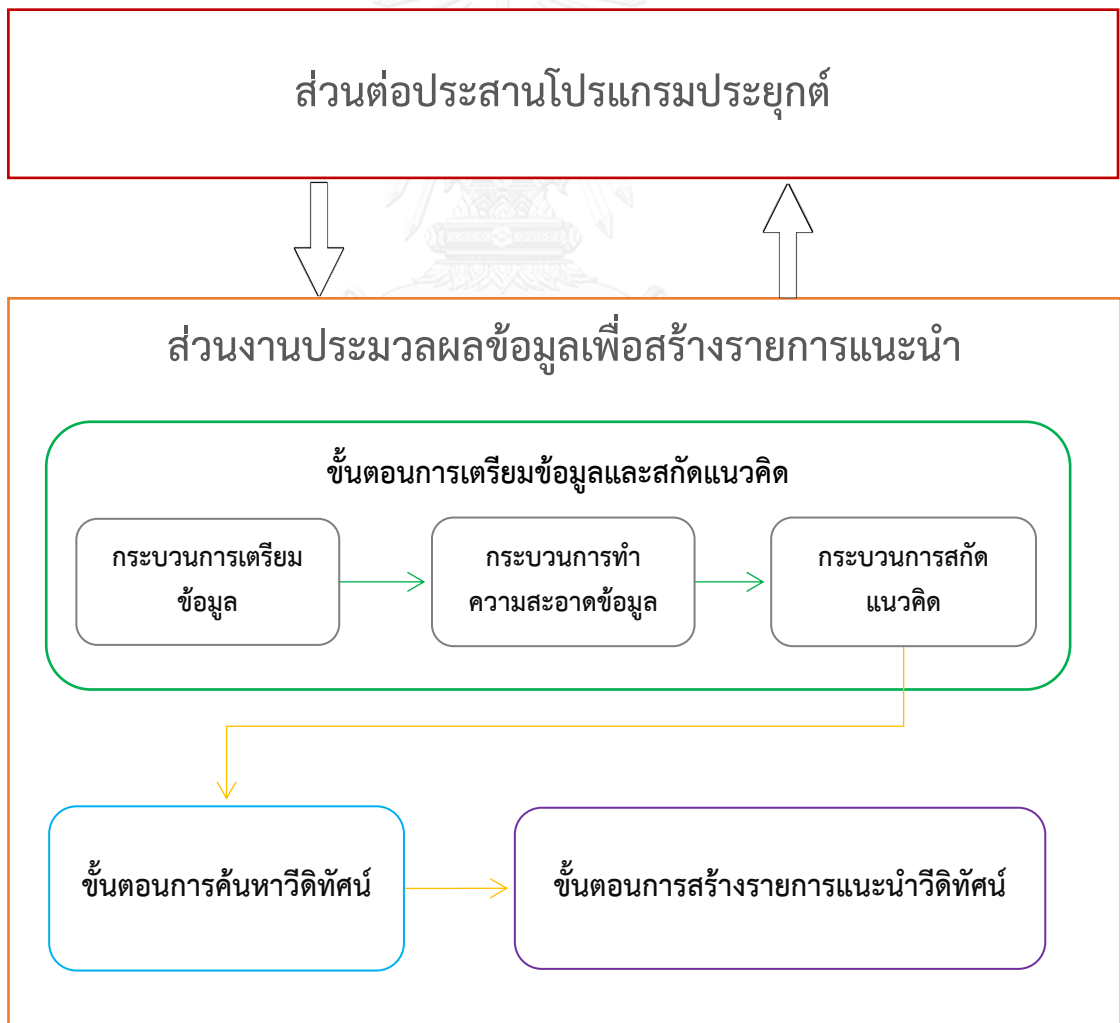 ส่วนต่อประสานโปรแกรมประยุกต์
ส่วนงานประมวลผลข้อมูลเพื่อสร้างรายการแนะนำ
ขั้นตอนการเตรียมข้อมูลและสกัดแนวคิด
กระบวนการเตรียม
ข้อมูล
กระบวนการทำ
ความสะอาดข้อมูล
กระบวนการสกัด
แนวคิด
ขั้นตอนการค้นหาวีดิทัศน์
ขั้นตอนการสร้างรายการแนะนำวีดิทัศน์